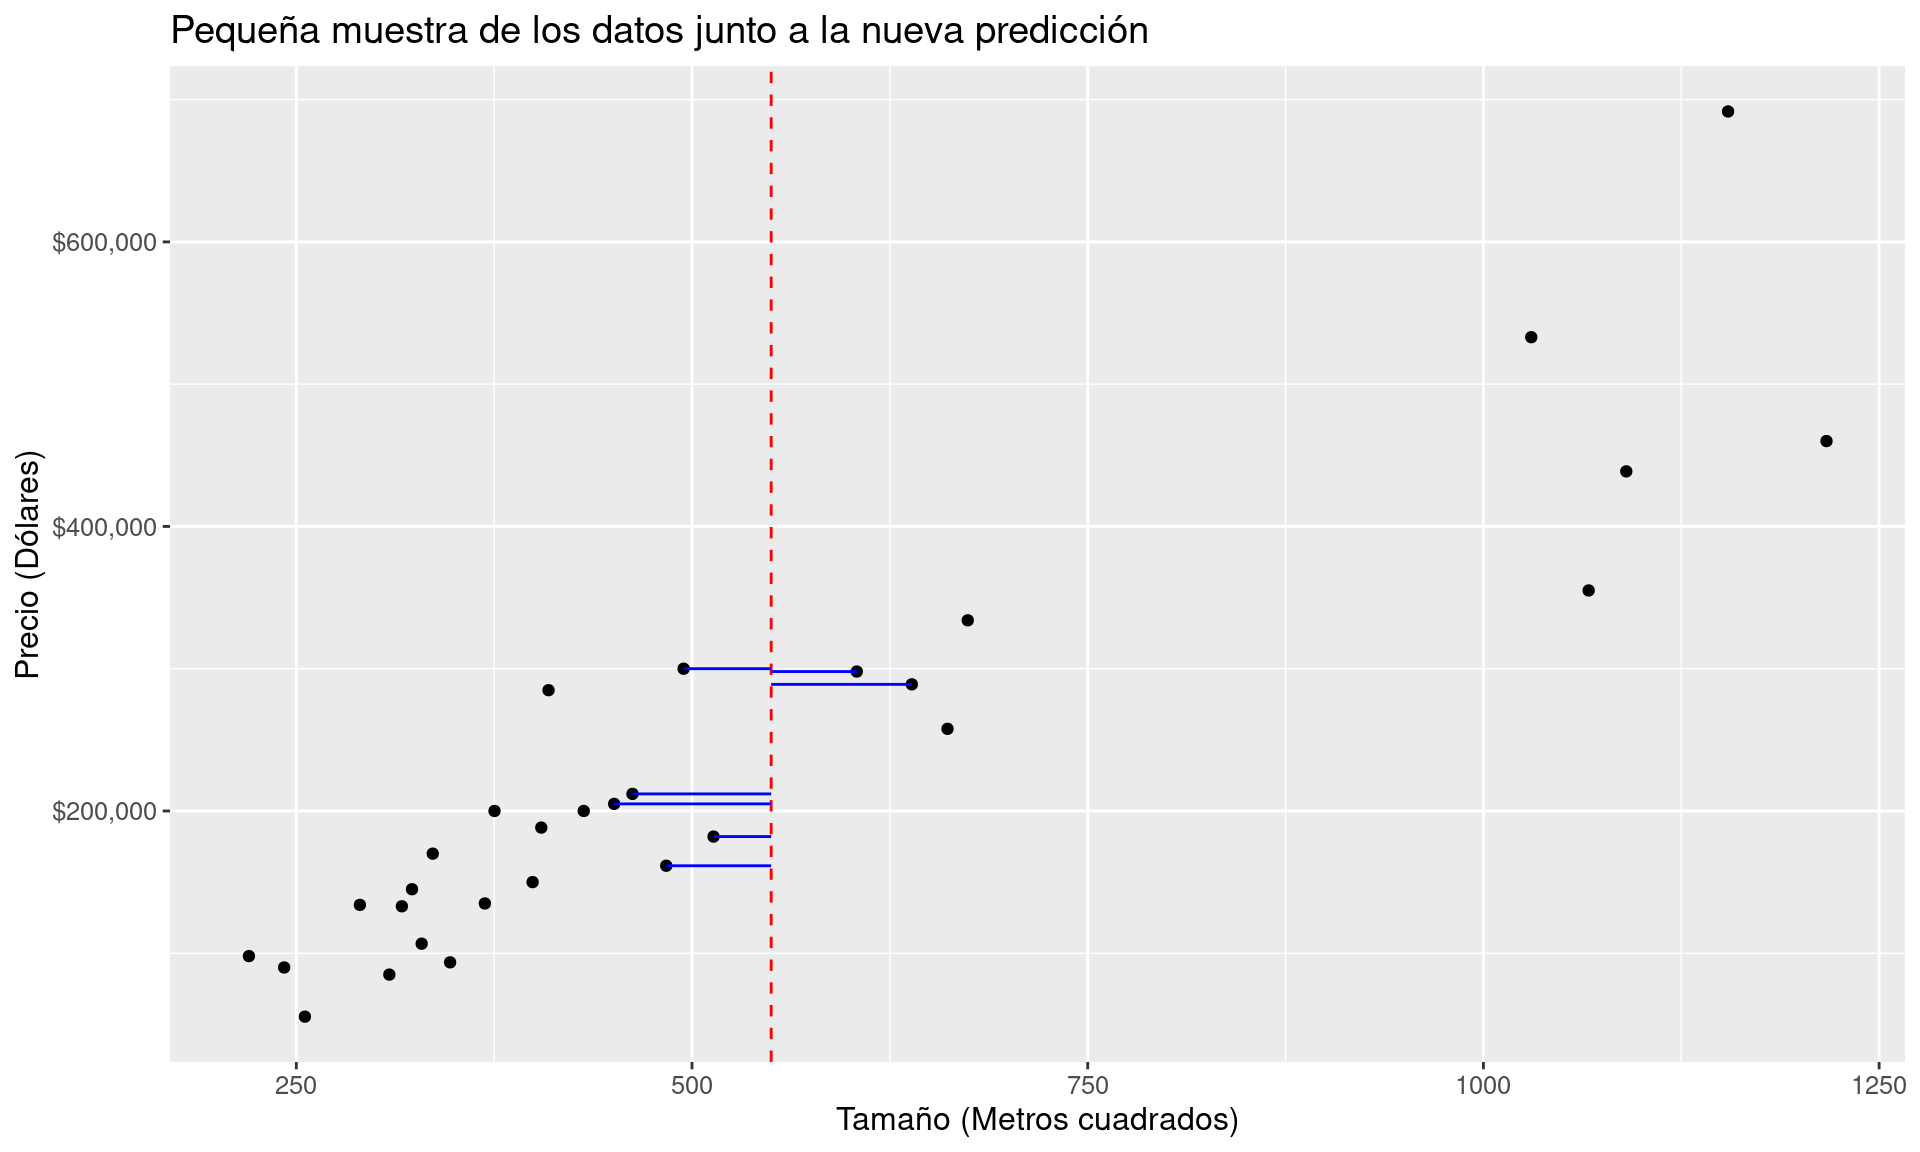 Pequeña muestra de los datos junto a la nueva predicción
$600,000
$400,000
$200,000
Precio (Dólares)
250 500 750 1000 1250
Tamaño (Metros cuadrados)